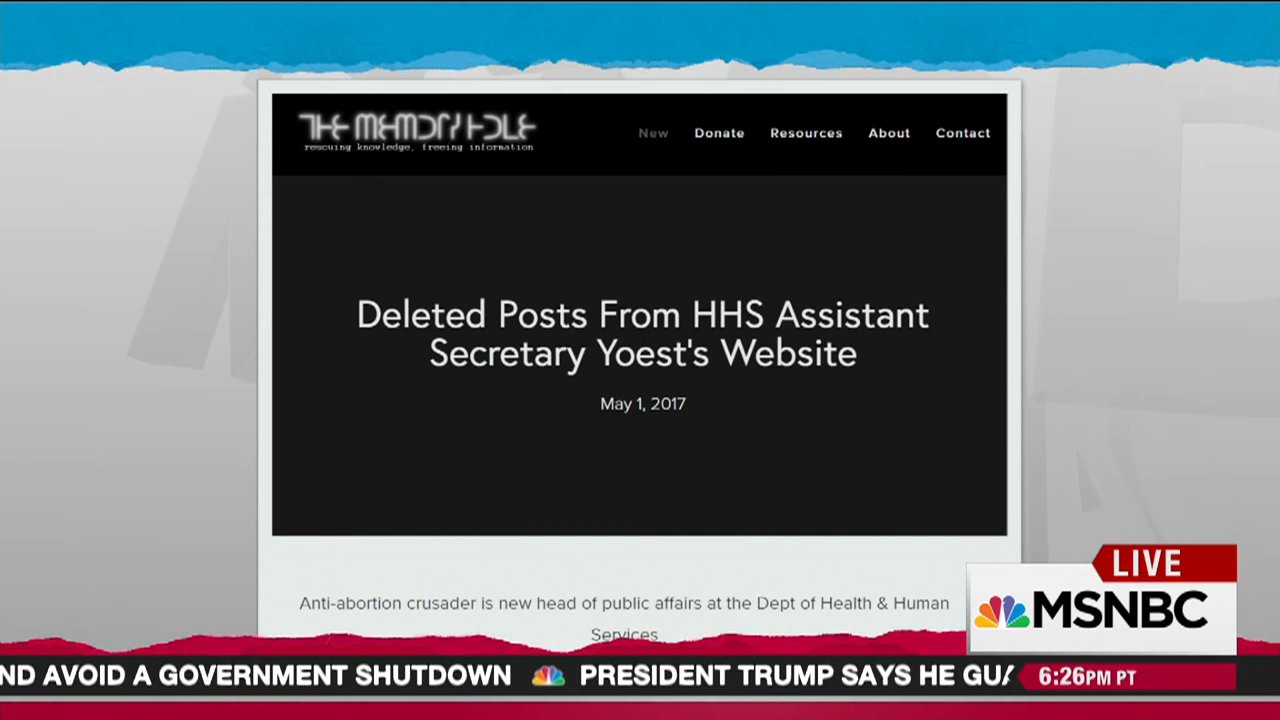 THE MEMORY HOLE
rescuing knowledge, freeing information
New Donate Resources About Contact
Deleted Posts From HHS Assistant
Secretary Yoest's Website
May 1, 2017
Anti-abortion crusader is new head of public affairs at the Dept of Health & Human
Services
LIVE
MSNBC
ND AVOID A GOVERNMENT SHUTDOWN PRESIDENT TRUMP SAYS HE GUA
6:26PM PT